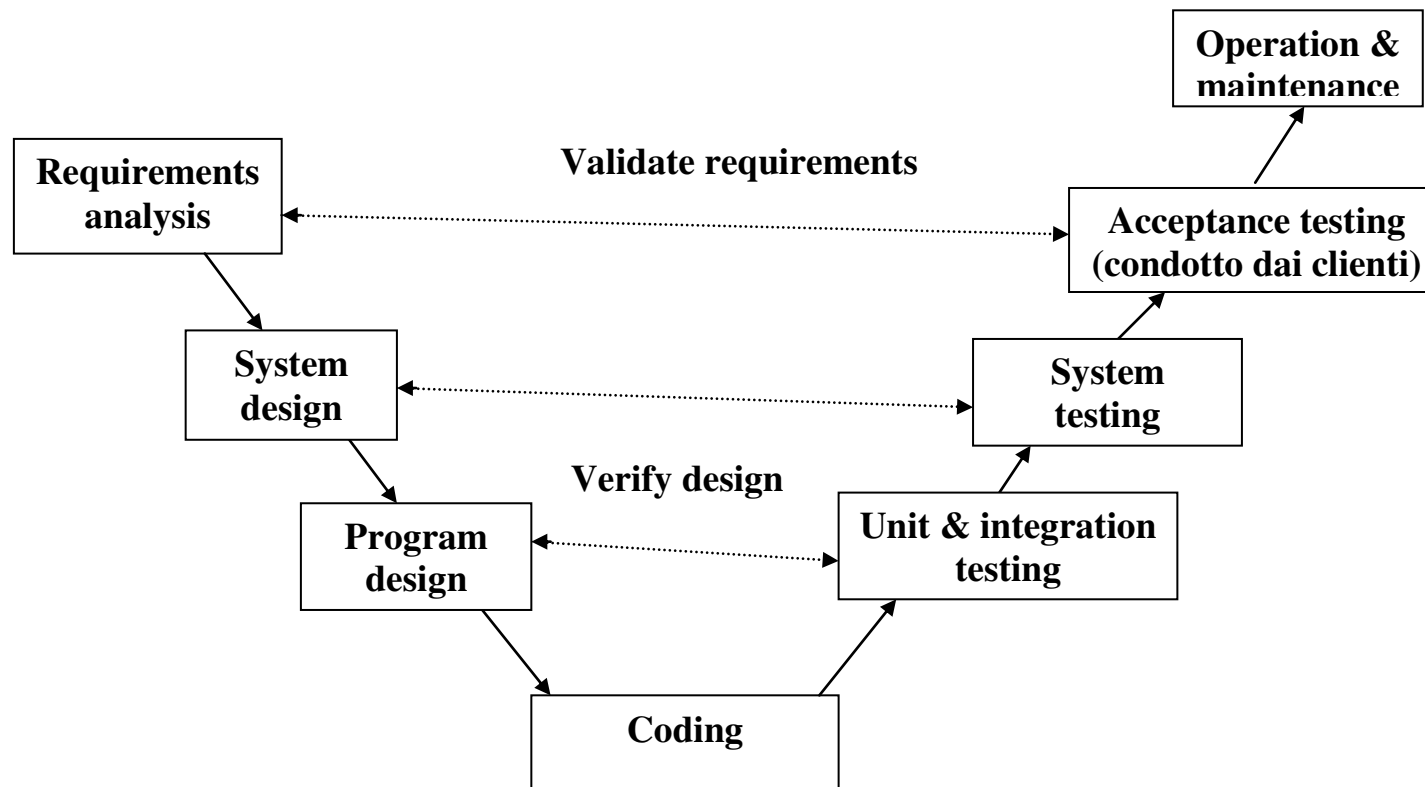 Operation &
maintenance
Requirements
analysis
Validate requirements
Acceptance testing
(condotto dai clienti)
System
design
System
testing
Verify design
Program
design
Unit & integration
testing
Coding